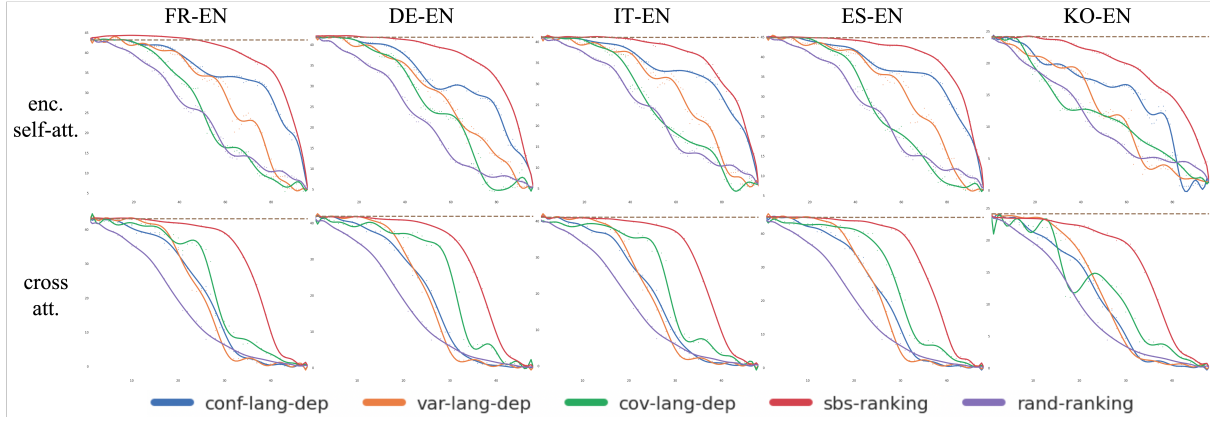 FR-EN DE-EN IT-EN ES-EN KO-EN
enc.
self-att.
cross
att.
conf-lang-dep var-lang-dep cov-lang-dep sbs-ranking rand-ranking